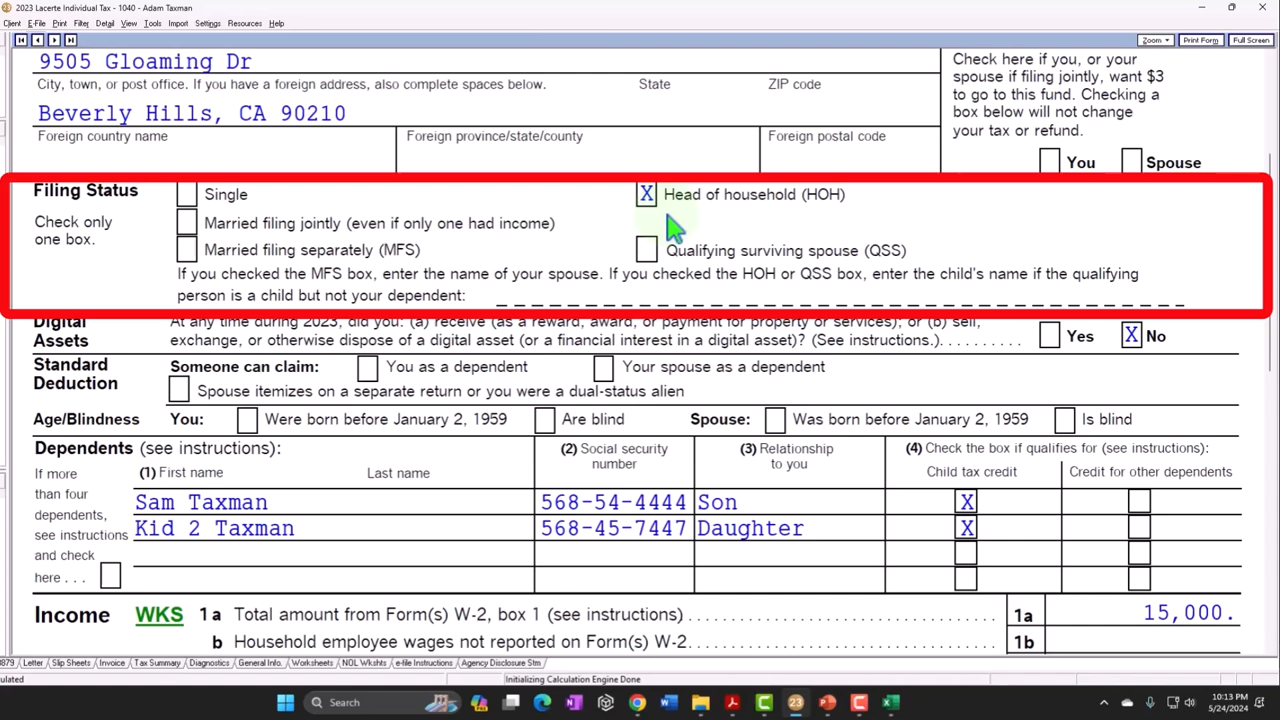 2023 Lacerte Individual Tax - 1040 - Adam Taxman
Client E-File Print Filter Detail View Tools Import Settings Resources Help
Zoom Print Form Full Screen
9505 Gloaming Dr
City, town, or post office. If you have a foreign address, also complete spaces below. State ZIP code
Beverly Hills, CA 90210
Foreign country name Foreign province/state/county Foreign postal code
Check here if you, or your
spouse if filing jointly, want $3
to go to this fund. Checking a
box below will not change
your tax or refund.
You Spouse
Filing Status Single X Head of household (HOH)
Check only
one box.
Married filing jointly (even if only one had income)
Married filing separately (MFS) Qualifying surviving spouse (QSS)
If you checked the MFS box, enter the name of your spouse. If you checked the HOH or QSS box, enter the child's name if the qualifying
person is a child but not your dependent:
Digital
Assets
At any time during 2023, did you: (a) receive (as a reward, award, or payment for property or services); or (b) sell,
exchange, or otherwise dispose of a digital asset (or a financial interest in a digital asset)? (See instructions.) Yes X No
Standard
Deduction
Someone can claim: You as a dependent Your spouse as a dependent
Spouse itemizes on a separate return or you were a dual-status alien
Age/Blindness You: Were born before January 2, 1959 Are blind Spouse: Was born before January 2, 1959 Is blind
Dependents (see instructions):
(2) Social security
number
(3) Relationship
to you
(4) Check the box if qualifies for (see instructions):
If more
than four
dependents,
see instructions
and check
here . . .
(1) First name Last name Child tax credit Credit for other dependents
Sam Taxman 568-54-4444 Son X
Kid 2 Taxman 568-45-7447 Daughter X
Income WKS 1a Total amount from Form(s) W-2, box 1 (see instructions) 1a 15,000.
b Household employee wages not reported on Form(s) W-2 1b
8879 Letter Slip Sheets Invoice Tax Summary Diagnostics General Info. Worksheets NOL Wkshts e-file Instructions Agency Disclosure Stm
ulated Initializing Calculation Engine Done
Search
23
10:13 PM
5/24/2024